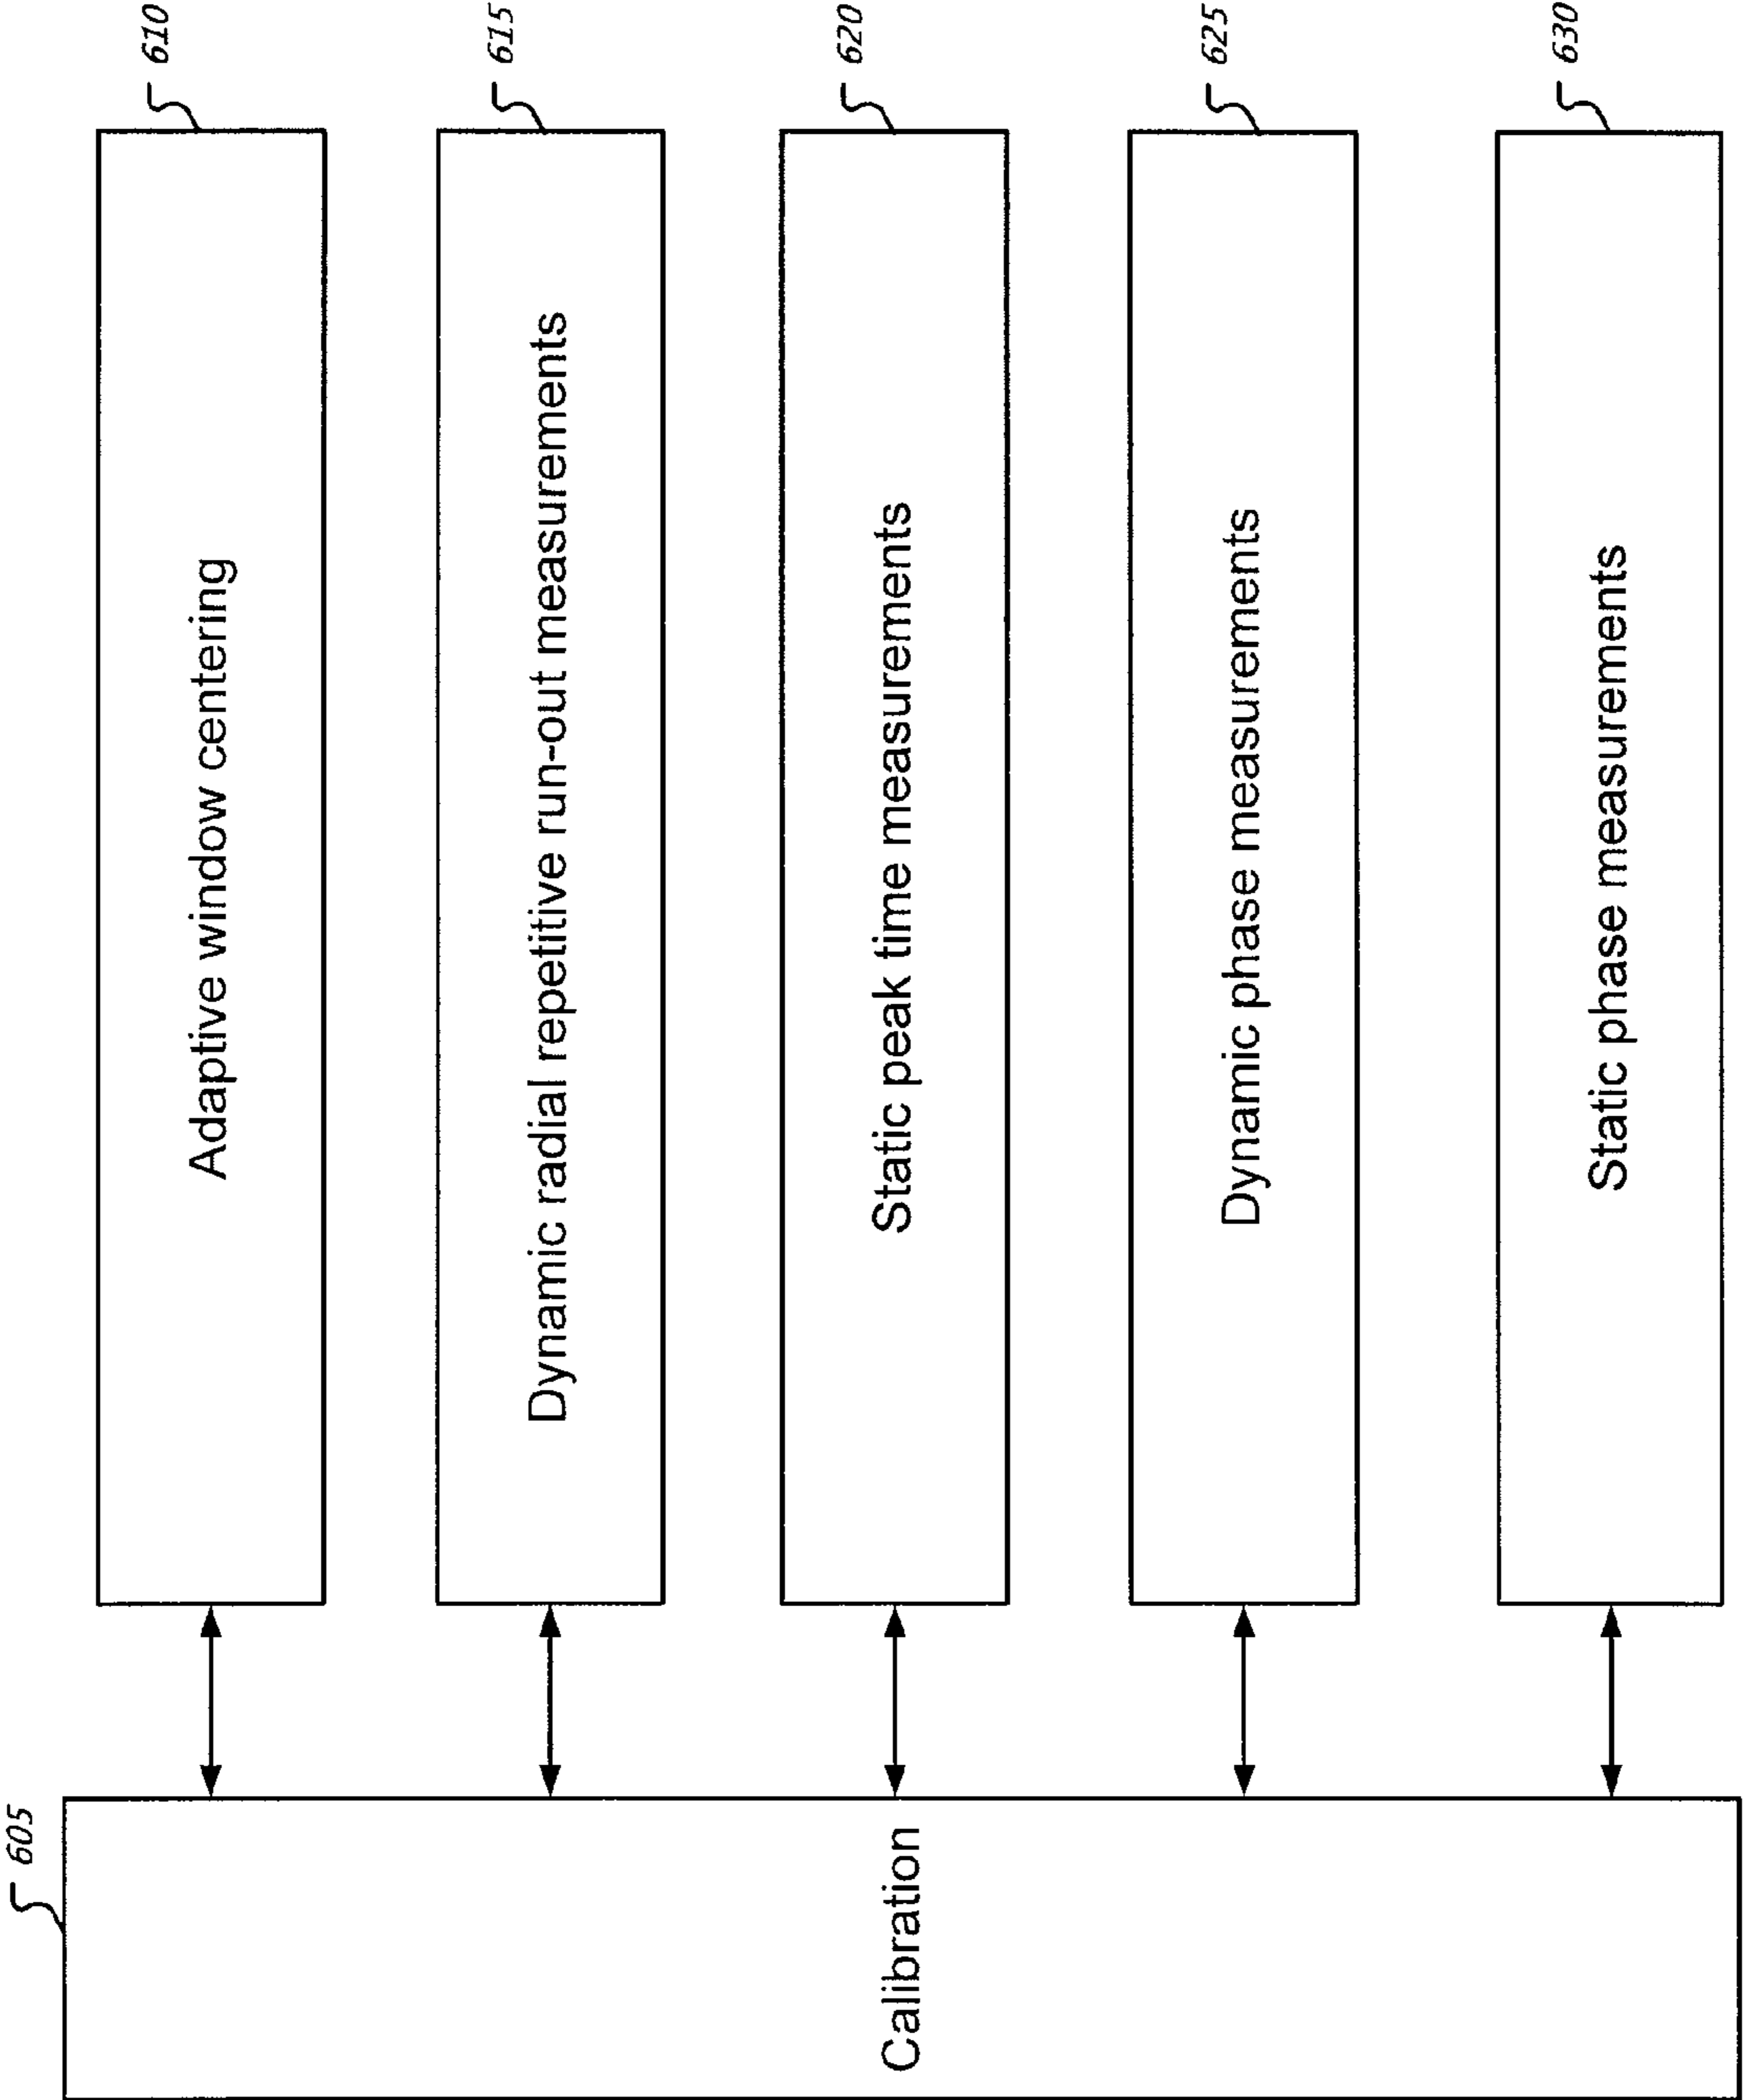 605
Calibration
610
Adaptive window centering
615
Dynamic radial repetitive run-out measurements
620
Static peak time measurements
625
Dynamic phase measurements
630
Static phase measurements